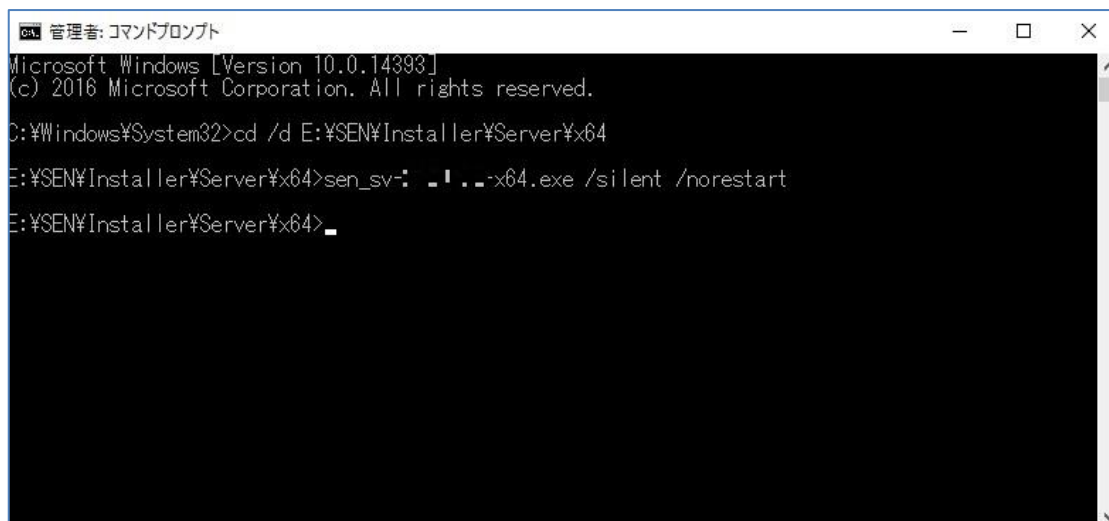 管理者: コマンドプロンプト
Microsoft Windows [Version 10.0.14393]
(c) 2016 Microsoft Corporation. All rights reserved.
C:¥Windows¥System32>cd /d E:¥SEN¥Installer¥Server¥x64
E:¥SEN¥Installer¥Server¥x64>sen_sv- -x64.exe /silent /norestart
E:¥SEN¥Installer¥Server¥x64>